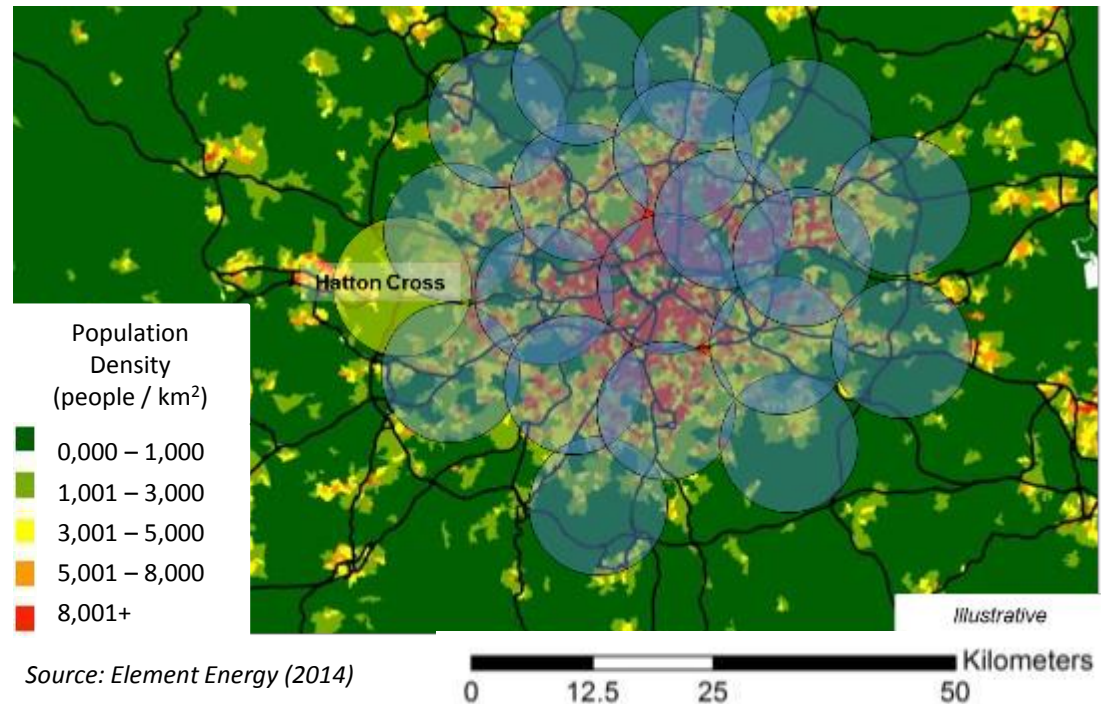 Hatton Cross
Population
Density
(people / km²)
0,000 – 1,000
1,001 – 3,000
3,001 – 5,000
5,001 – 8,000
8,001+
Illustrative
Source: Element Energy (2014)
Kilometers
0 12.5 25 50